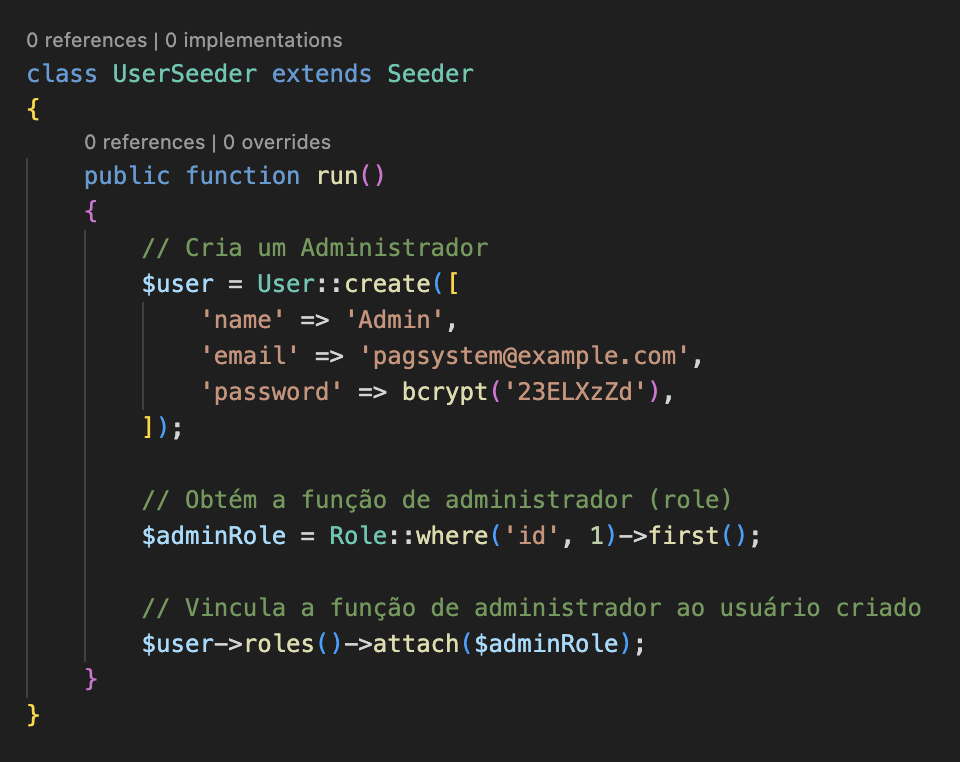 0 references | 0 implementations
class UserSeeder extends Seeder
{
0 references | 0 overrides
public function run()
{
// Cria um Administrador
$user = User::create([
'name' => 'Admin',
'email' => 'pagsystem@example.com',
'password' => bcrypt('23ELXzZd'),
]);
// Obtém a função de administrador (role)
$adminRole = Role::where('id', 1)->first();
// Vincula a função de administrador ao usuário criado
$user->roles()->attach($adminRole);
}
}